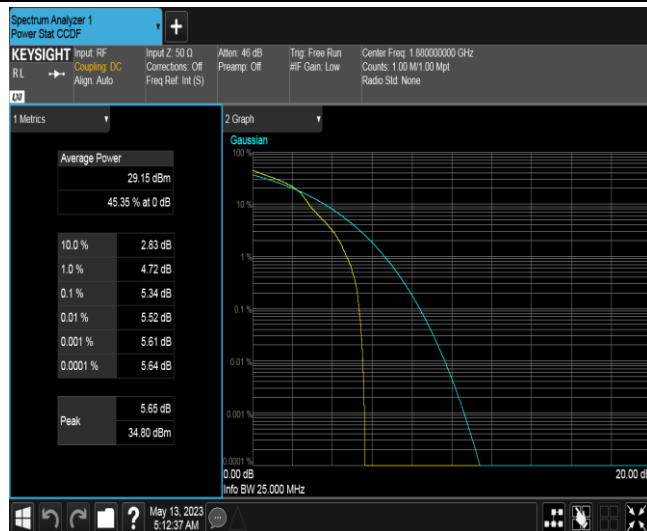 Spectrum Analyzer 1
Power Stat CCDF
+
KEYSIGHT
RL
LXI
Input: RF
Coupling: DC
Align: Auto
Input Z: 50 Ω
Corrections: Off
Freq Ref: Int (S)
Atten: 46 dB
Preamp: Off
Trig: Free Run
#IF Gain: Low
Center Freq: 1.880000000 GHz
Counts: 1.00 M/1.00 Mpt
Radio Std: None
1 Metrics
Average Power
29.15 dBm
45.35 % at 0 dB
10.0 % 2.83 dB
1.0 % 4.72 dB
0.1 % 5.34 dB
0.01 % 5.52 dB
0.001 % 5.61 dB
0.0001 % 5.64 dB
Peak
5.65 dB
34.80 dBm
2 Graph
Gaussian
100 %
10 %
1 %
0.1 %
0.01 %
0.001 %
0.0001 %
0.00 dB
20.00 dB
Info BW 25.000 MHz
?
May 13, 2023
5:12:37 AM